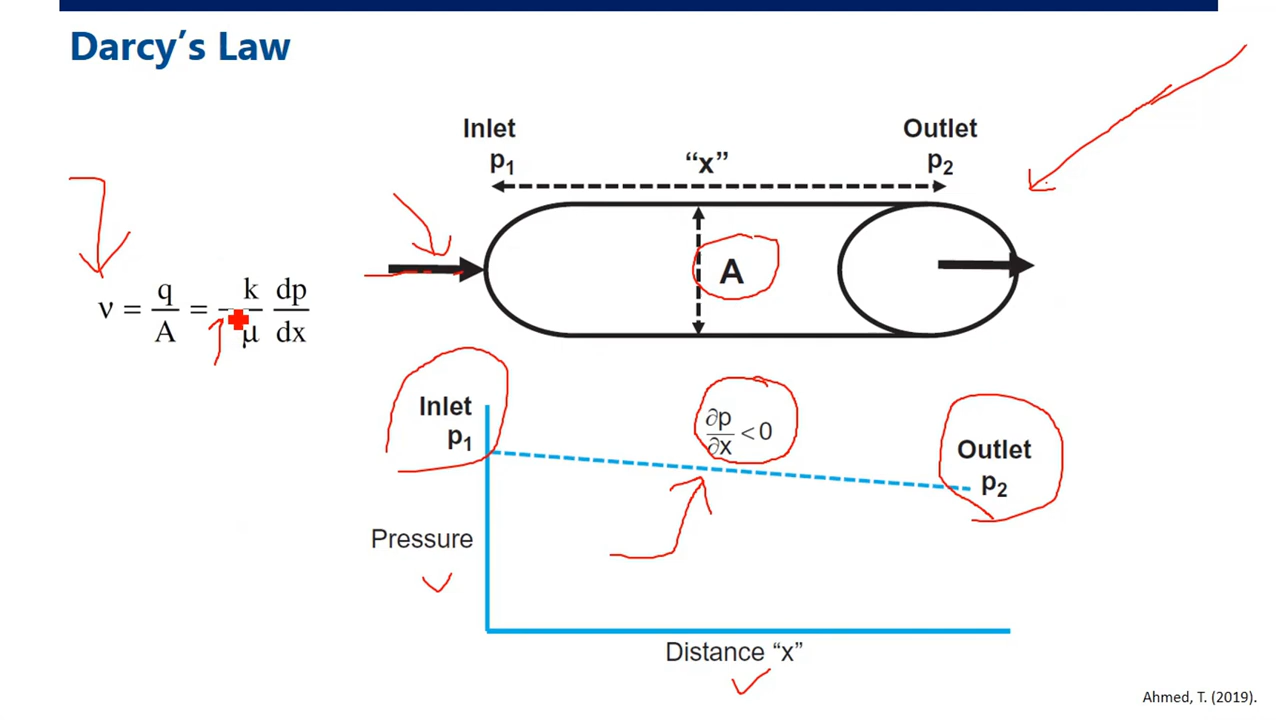 Darcy's Law
Inlet
p₁
"x"
Outlet
p₂
A
ν = q/A = − k/μ dp/dx
Inlet
p₁
∂p/∂x < 0
Outlet
p₂
Pressure
Distance "x"
Ahmed, T. (2019).